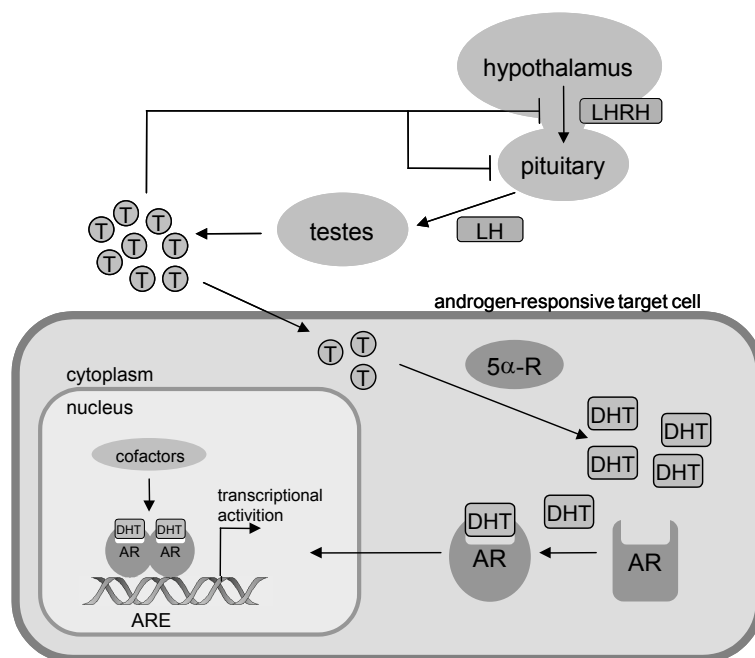 hypothalamus
LHRH
pituitary
LH
testes
T
T
T
T
T
T
T
T
T
androgen-responsive target cell
T
T
T
5α-R
cytoplasm
nucleus
DHT
DHT
DHT
DHT
cofactors
transcriptional
activition
DHT
DHT
AR
AR
ARE
DHT
AR
DHT
AR